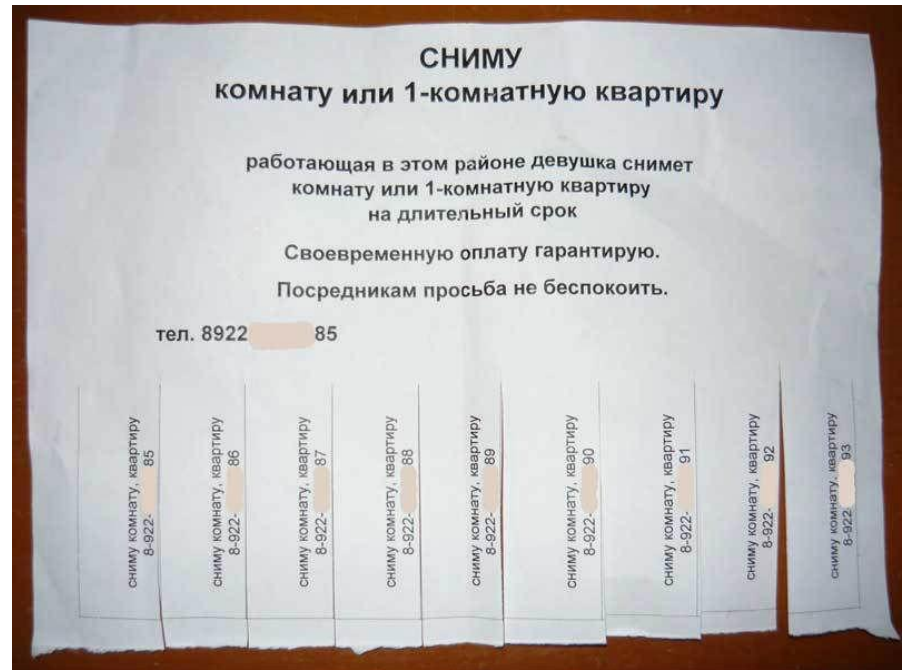 СНИМУ
комнату или 1-комнатную квартиру
работающая в этом районе девушка снимет
комнату или 1-комнатную квартиру
на длительный срок
Своевременную оплату гарантирую.
Посредникам просьба не беспокоить.
тел. 8922 85
сниму комнату, квартиру
8-922- 85
сниму комнату, квартиру
8-922- 86
сниму комнату, квартиру
8-922- 87
сниму комнату, квартиру
8-922- 88
сниму комнату, квартиру
8-922- 89
сниму комнату, квартиру
8-922- 90
сниму комнату, квартиру
8-922- 91
сниму комнату, квартиру
8-922- 92
сниму комнату, квартиру
8-922 93